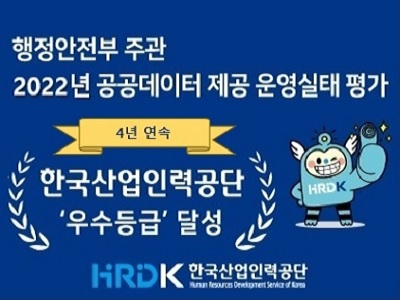 행정안전부 주관
2022년 공공데이터 제공 운영실태 평가
4년 연속
한국산업인력공단
'우수등급' 달성
HRDK
HRDK 한국산업인력공단
Human Resources Development Service of Korea